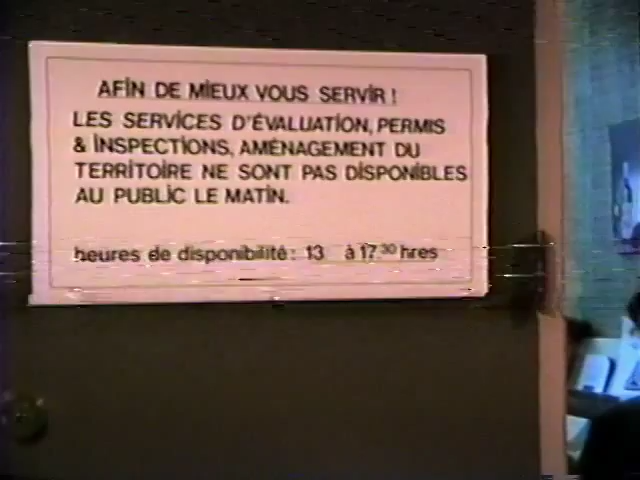 AFIN DE MIEUX VOUS SERVIR !
LES SERVICES D'ÉVALUATION, PERMIS
& INSPECTIONS, AMÉNAGEMENT DU
TERRITOIRE NE SONT PAS DISPONIBLES
AU PUBLIC LE MATIN.
heures de disponibilité : 13 à 17 30 hres